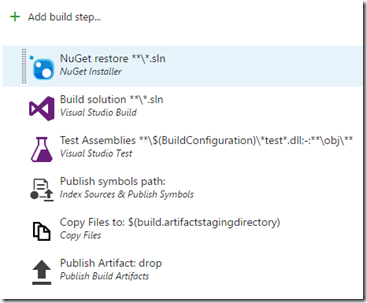 Add build step...
NuGet restore **\*.sln
NuGet Installer
Build solution **\*.sln
Visual Studio Build
Test Assemblies **\$(BuildConfiguration)\*test*.dll;-:**\obj\**
Visual Studio Test
Publish symbols path:
Index Sources & Publish Symbols
Copy Files to: $(build.artifactstagingdirectory)
Copy Files
Publish Artifact: drop
Publish Build Artifacts